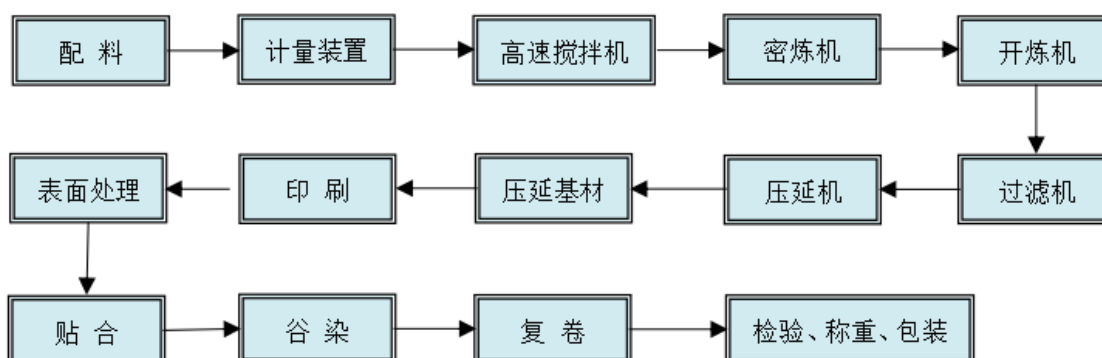 配 料
计量装置
高速搅拌机
密炼机
开炼机
过滤机
压延机
压延基材
印 刷
表面处理
贴 合
谷 染
复 卷
检验、称重、包装